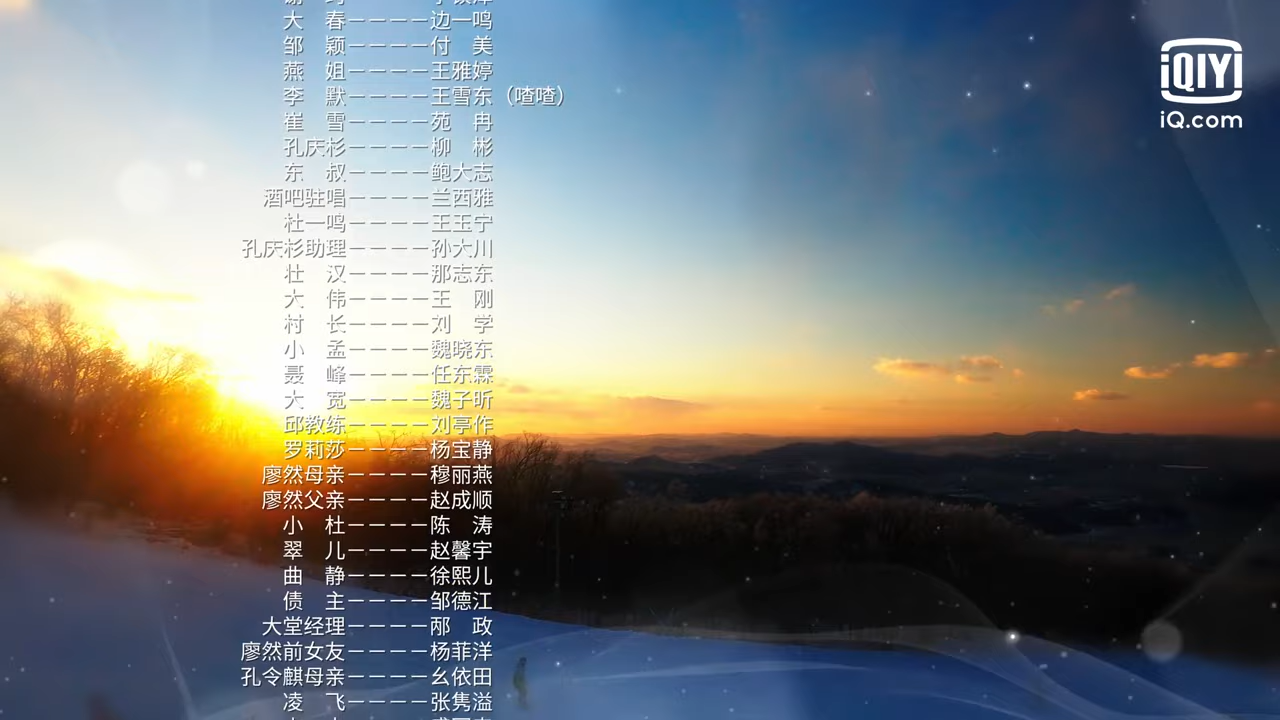 大　春————边一鸣
邹　颖————付　美
燕　姐————王雅婷
李　默————王雪东（喳喳）
崔　雪————苑　冉
孔庆杉————柳　彬
东　叔————鲍大志
酒吧驻唱————兰西雅
杜一鸣————王玉宁
孔庆杉助理————孙大川
壮　汉————那志东
大　伟————王　刚
村　长————刘　学
小　孟————魏晓东
聂　峰————任东霖
大　宽————魏子昕
邱教练————刘亭作
罗莉莎————杨宝静
廖然母亲————穆丽燕
廖然父亲————赵成顺
小　杜————陈　涛
翠　儿————赵馨宇
曲　静————徐熙儿
债　主————邹德江
大堂经理————邴　政
廖然前女友————杨菲洋
孔令麒母亲————幺依田
凌　飞————张隽溢
iQIYI
iQ.com